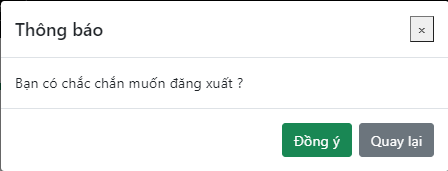 Thông báo
×
Bạn có chắc chắn muốn đăng xuất ?
Đồng ý
Quay lại